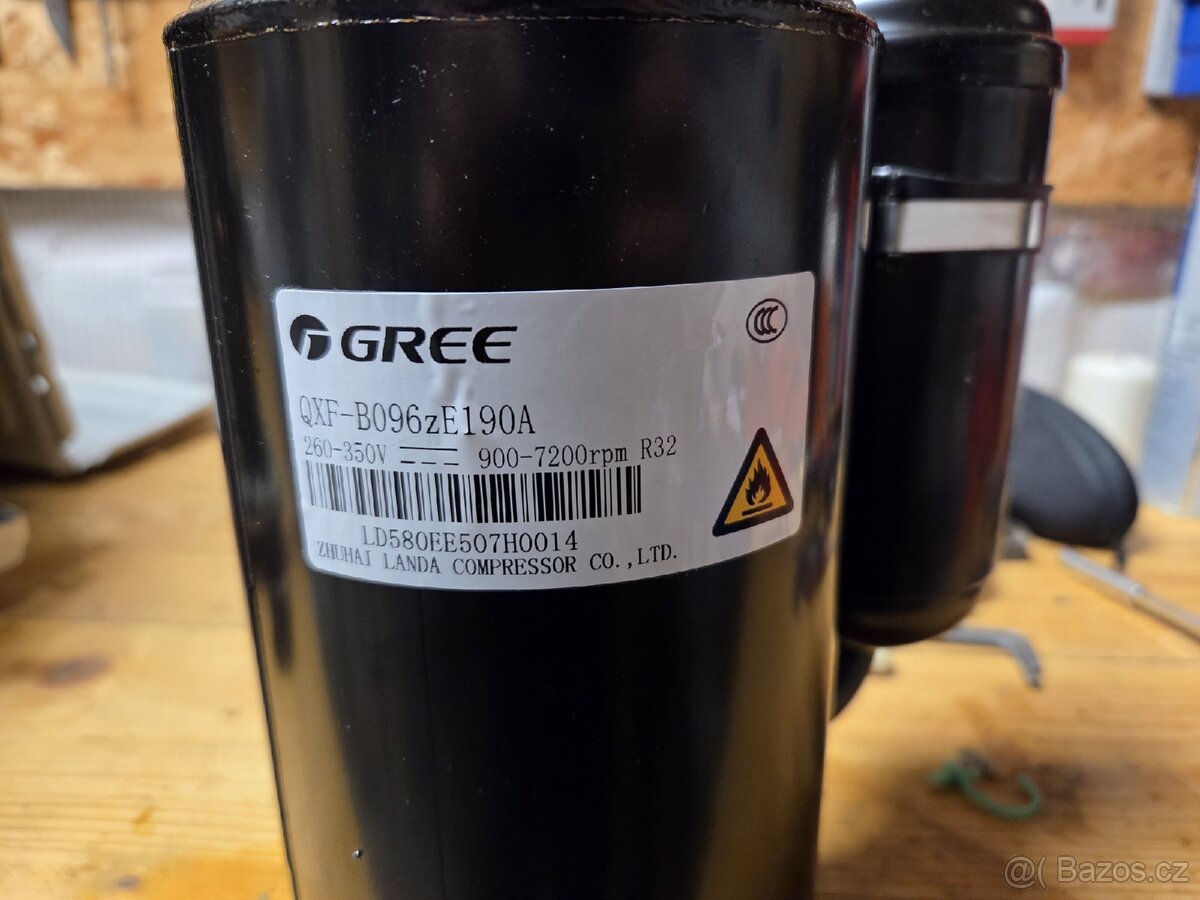 GREE
QXF-B096zE190A
260-350V 900-7200rpm R32
LD580EE507H0014
ZHUHAI LANDA COMPRESSOR CO.,LTD.
@( Bazos.cz